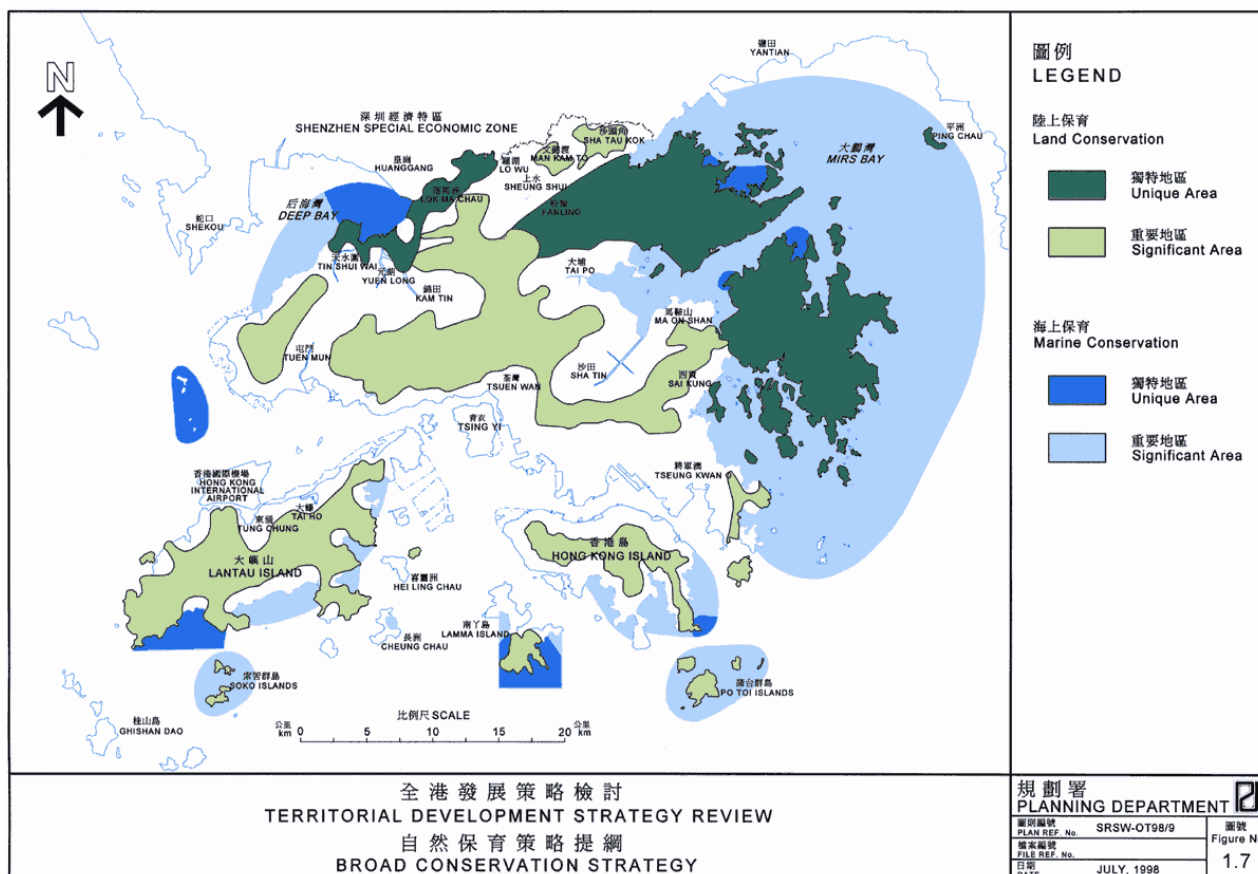 N
鹽田
YANTIAN
深圳經濟特區
SHENZHEN SPECIAL ECONOMIC ZONE
沙頭角
SHA TAU KOK
平洲
PING CHAU
文錦渡
MAN KAM TO
大鵬灣
MIRS BAY
皇崗
HUANGGANG
羅湖
LO WU
上水
SHEUNG SHUI
落馬洲
LOK MA CHAU
粉嶺
FANLING
后海灣
DEEP BAY
蛇口
SHEKOU
天水圍
TIN SHUI WAI
元朗
YUEN LONG
大埔
TAI PO
錦田
KAM TIN
馬鞍山
MA ON SHAN
屯門
TUEN MUN
沙田
SHA TIN
西貢
SAI KUNG
荃灣
TSUEN WAN
青衣
TSING YI
香港國際機場
HONG KONG
INTERNATIONAL
AIRPORT
將軍澳
TSEUNG KWAN O
大蠔
TAI HO
東涌
TUNG CHUNG
香港島
HONG KONG ISLAND
大嶼山
LANTAU ISLAND
喜靈洲
HEI LING CHAU
南丫島
LAMMA ISLAND
長洲
CHEUNG CHAU
索罟群島
SOKO ISLANDS
蒲台群島
PO TOI ISLANDS
桂山島
GHISHAN DAO
比例尺 SCALE
公里 km 0 5 10 15 20 公里 km
圖例
LEGEND
陸上保育
Land Conservation
獨特地區
Unique Area
重要地區
Significant Area
海上保育
Marine Conservation
獨特地區
Unique Area
重要地區
Significant Area
全港發展策略檢討
TERRITORIAL DEVELOPMENT STRATEGY REVIEW
自然保育策略提綱
BROAD CONSERVATION STRATEGY
規劃署
PLANNING DEPARTMENT
圖則編號
PLAN REF. No. SRSW-OT98/9
檔案編號
FILE REF. No.
日期
DATE JULY, 1998
圖號
Figure No
1.7